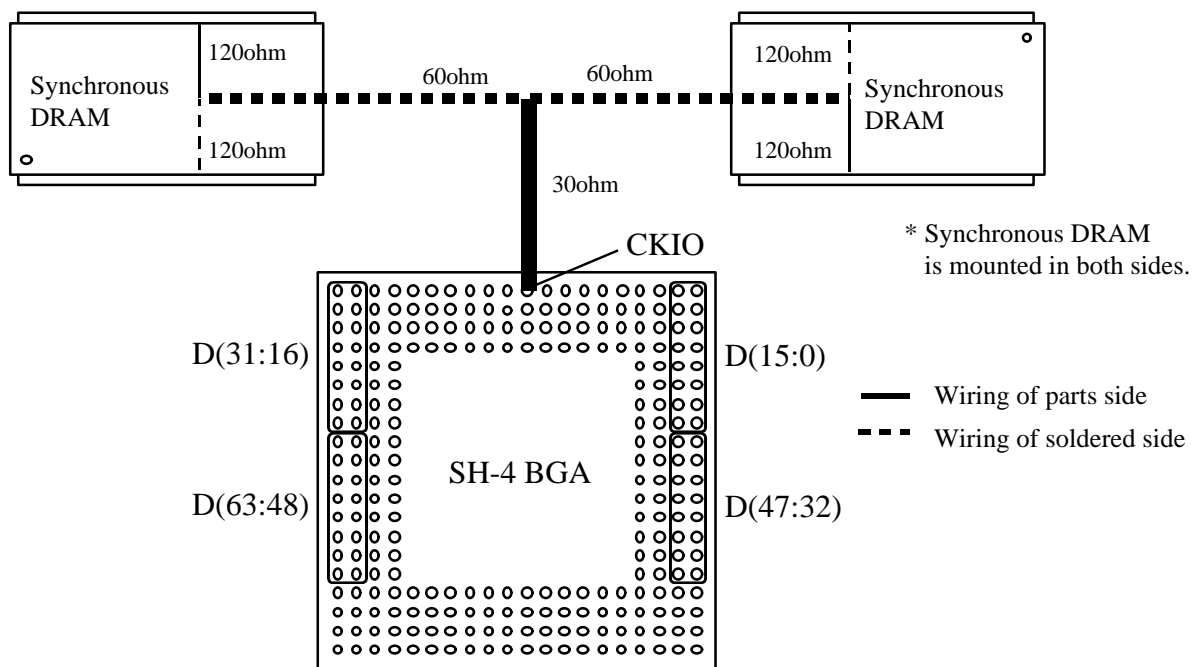 120ohm
Synchronous
DRAM
120ohm
60ohm
60ohm
120ohm
Synchronous
DRAM
120ohm
30ohm
CKIO
* Synchronous DRAM
is mounted in both sides.
D(31:16)
D(15:0)
Wiring of parts side
Wiring of soldered side
SH-4 BGA
D(63:48)
D(47:32)